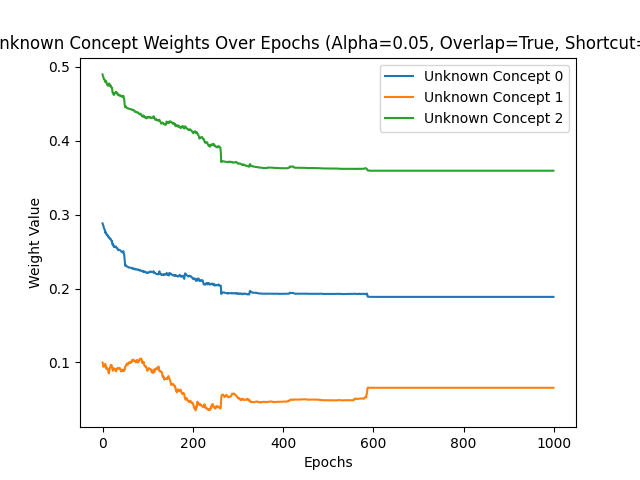 nknown Concept Weights Over Epochs (Alpha=0.05, Overlap=True, Shortcut=
Unknown Concept 0
Unknown Concept 1
Unknown Concept 2
Weight Value
0.5
0.4
0.3
0.2
0.1
0 200 400 600 800 1000
Epochs